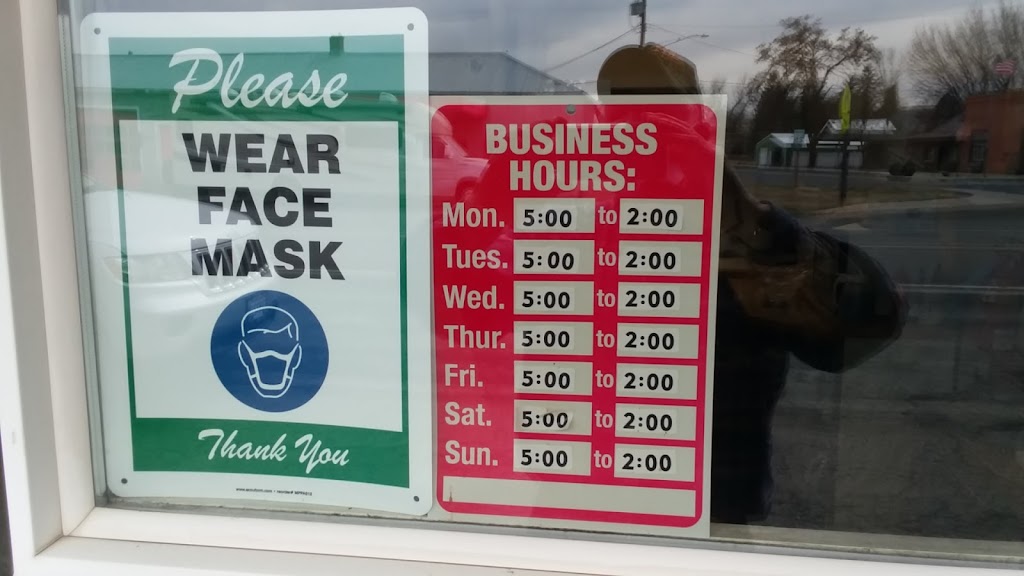 Please
WEAR
FACE
MASK
Thank You
BUSINESS
HOURS:
Mon. 5:00 to 2:00
Tues. 5:00 to 2:00
Wed. 5:00 to 2:00
Thur. 5:00 to 2:00
Fri. 5:00 to 2:00
Sat. 5:00 to 2:00
Sun. 5:00 to 2:00